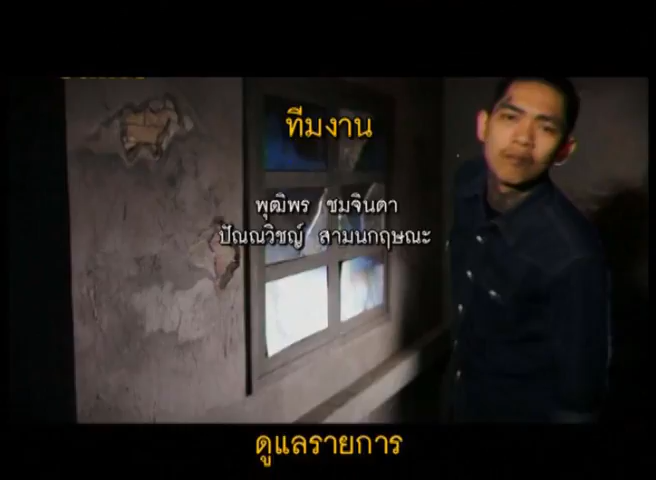 ทีมงาน
พุฒิพร ชมจินดา
ปัณณวิชญ์ สามนกฤษณะ
ดูแลรายการ